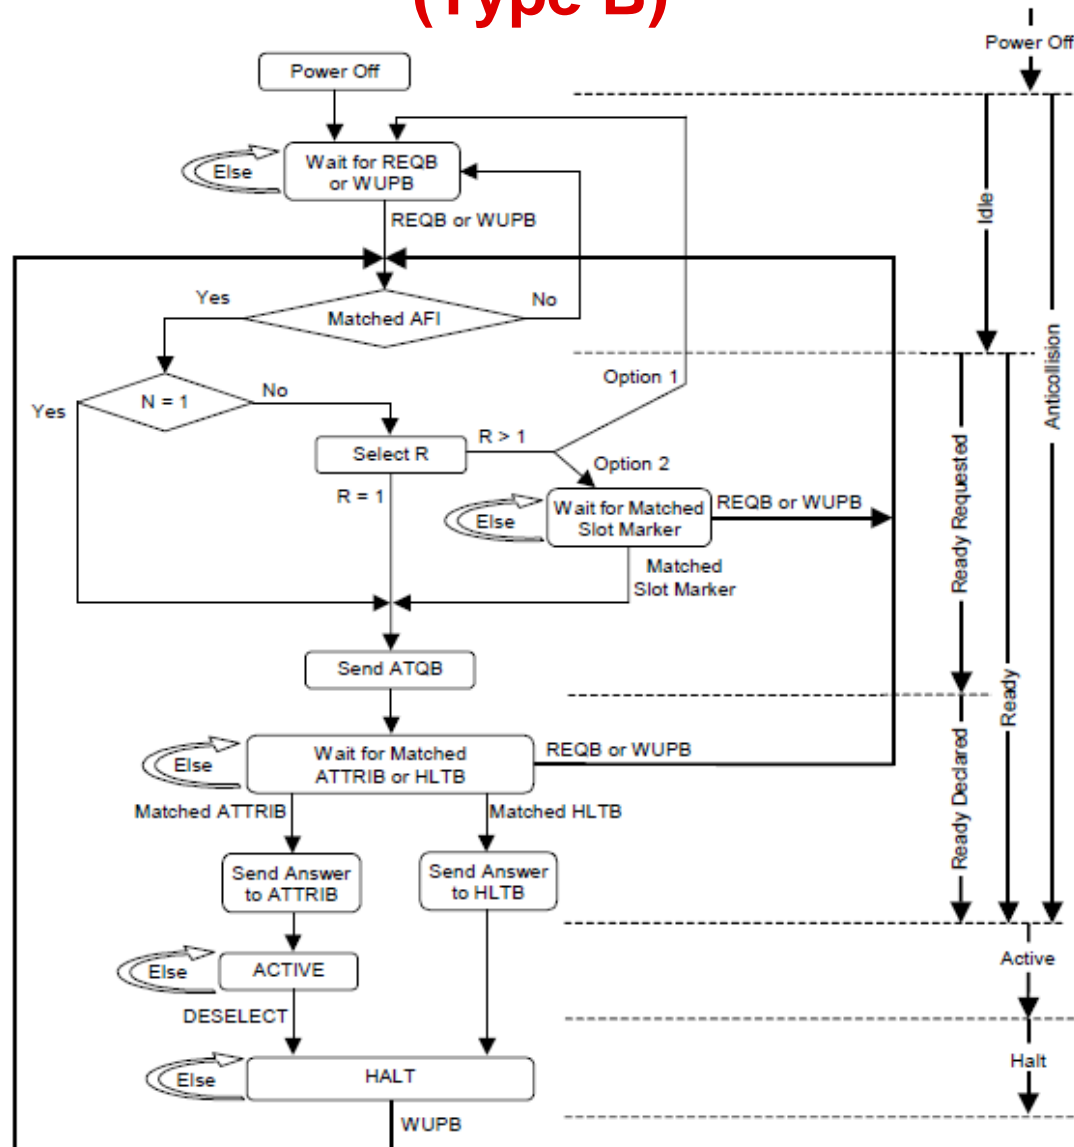 (Type B)
Power Off
Power Off
Wait for REQB
or WUPB
Else
REQB or WUPB
Idle
Yes
No
Matched AFI
Anticollision
Option 1
N = 1
No
Yes
R > 1
Select R
Option 2
R = 1
Wait for Matched
Slot Marker
Else
REQB or WUPB
Ready Requested
Matched
Slot Marker
Send ATQB
Ready
Wait for Matched
ATTRIB or HLTB
Else
REQB or WUPB
Ready Declared
Matched ATTRIB
Matched HLTB
Send Answer
to ATTRIB
Send Answer
to HLTB
Else
ACTIVE
Active
DESELECT
Else
HALT
Halt
WUPB